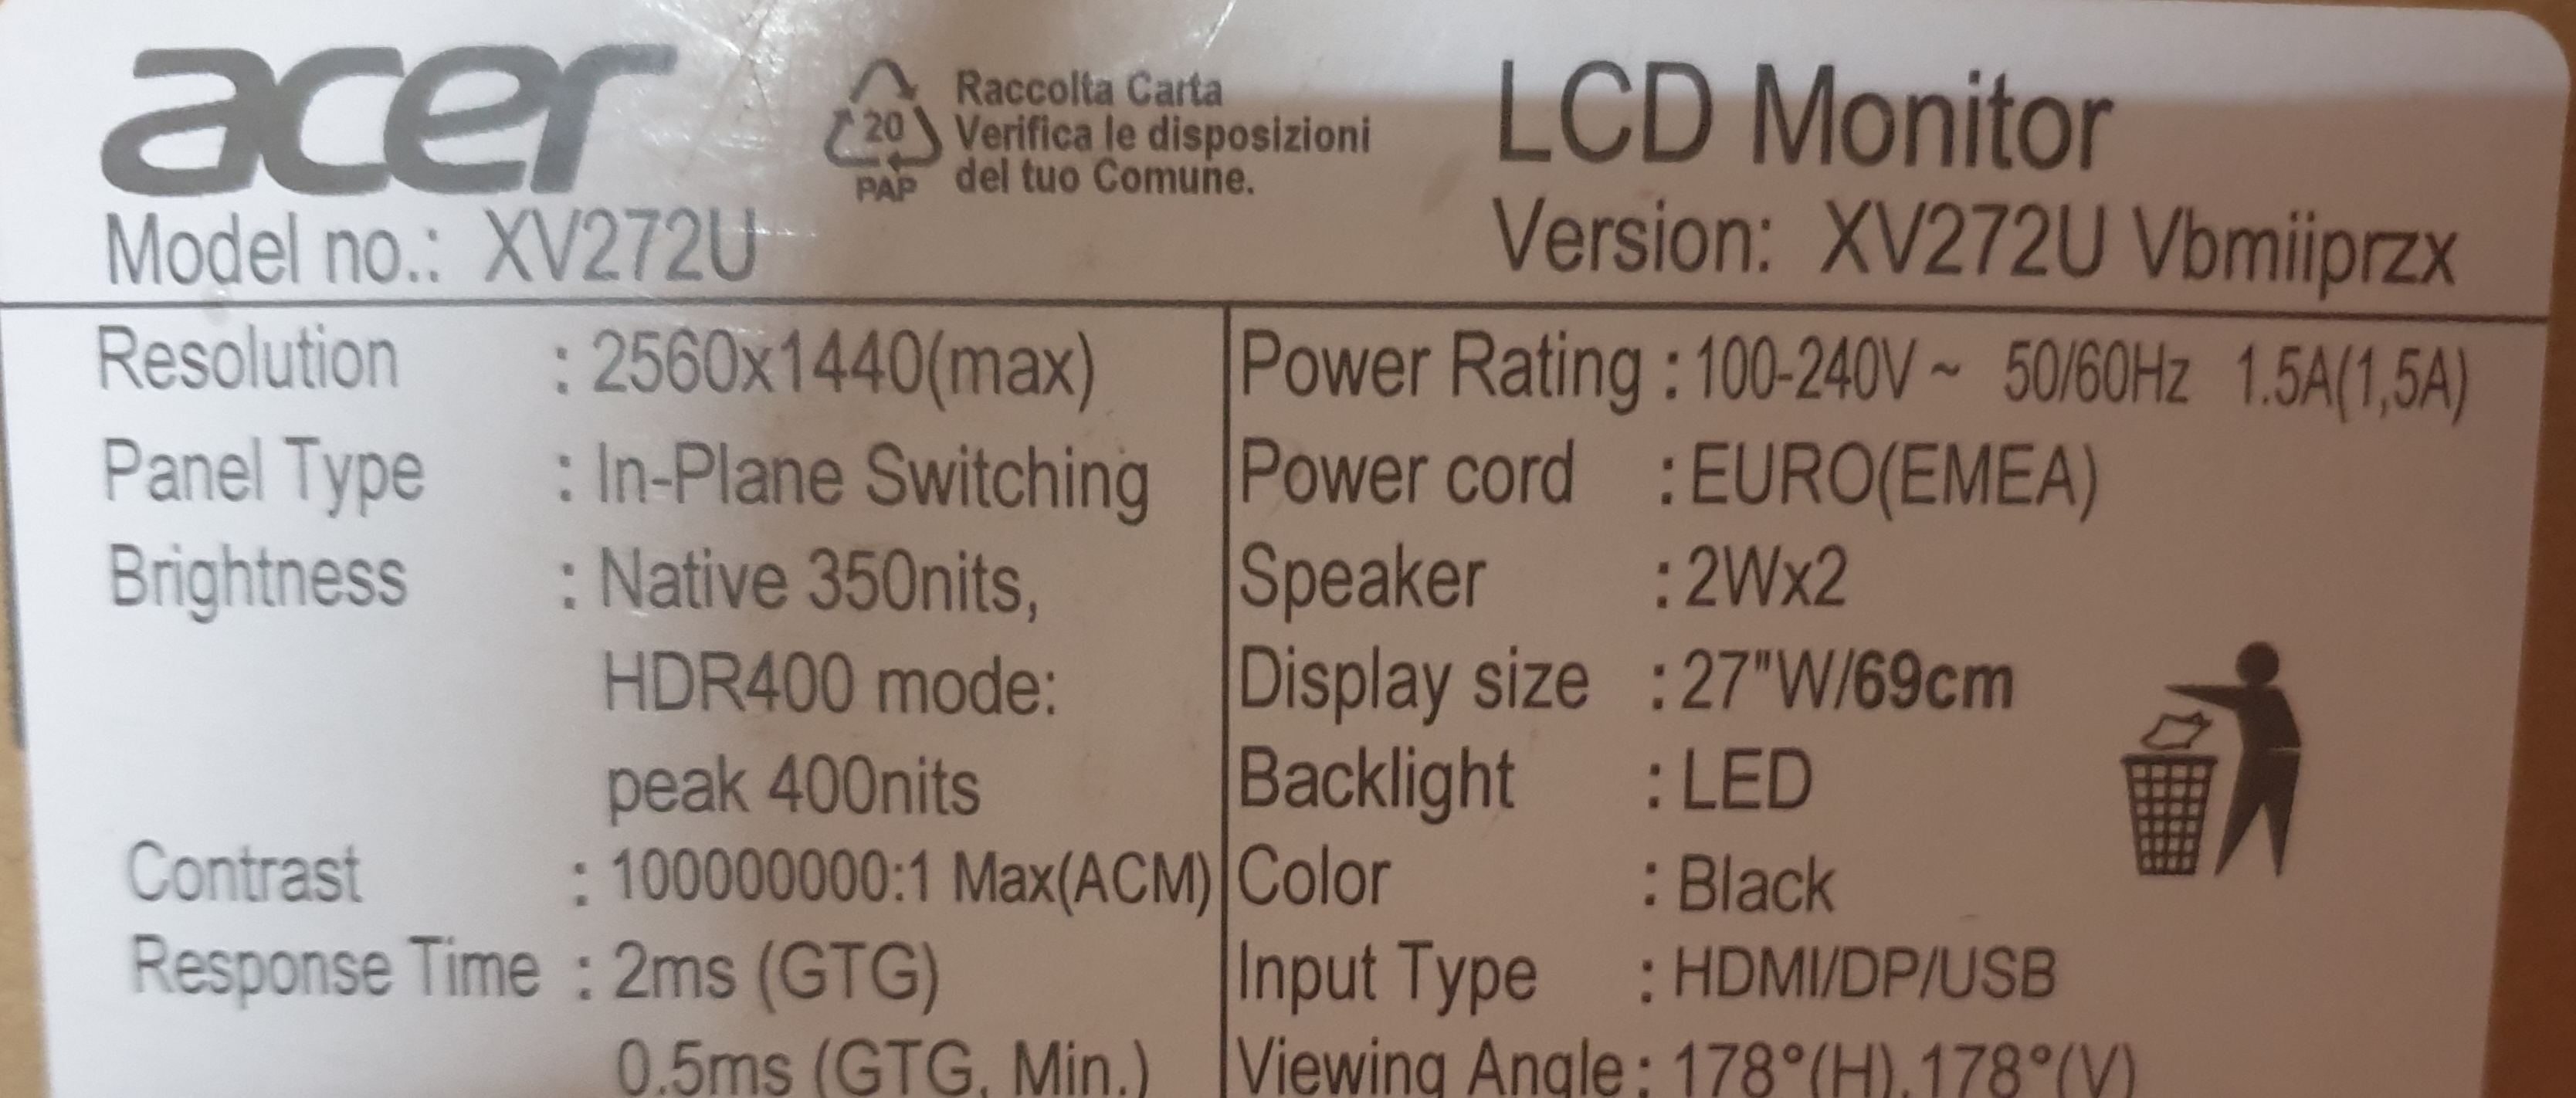 acer
20
PAP
Raccolta Carta
Verifica le disposizioni
del tuo Comune.
LCD Monitor
Model no.: XV272U
Version: XV272U Vbmiiprzx
Resolution : 2560x1440(max)
Panel Type : In-Plane Switching
Brightness : Native 350nits,
HDR400 mode:
peak 400nits
Contrast : 100000000:1 Max(ACM)
Response Time : 2ms (GTG)
0.5ms (GTG, Min.)
Power Rating : 100-240V ~ 50/60Hz 1.5A(1,5A)
Power cord : EURO(EMEA)
Speaker : 2Wx2
Display size : 27"W/69cm
Backlight : LED
Color : Black
Input Type : HDMI/DP/USB
Viewing Angle : 178°(H),178°(V)